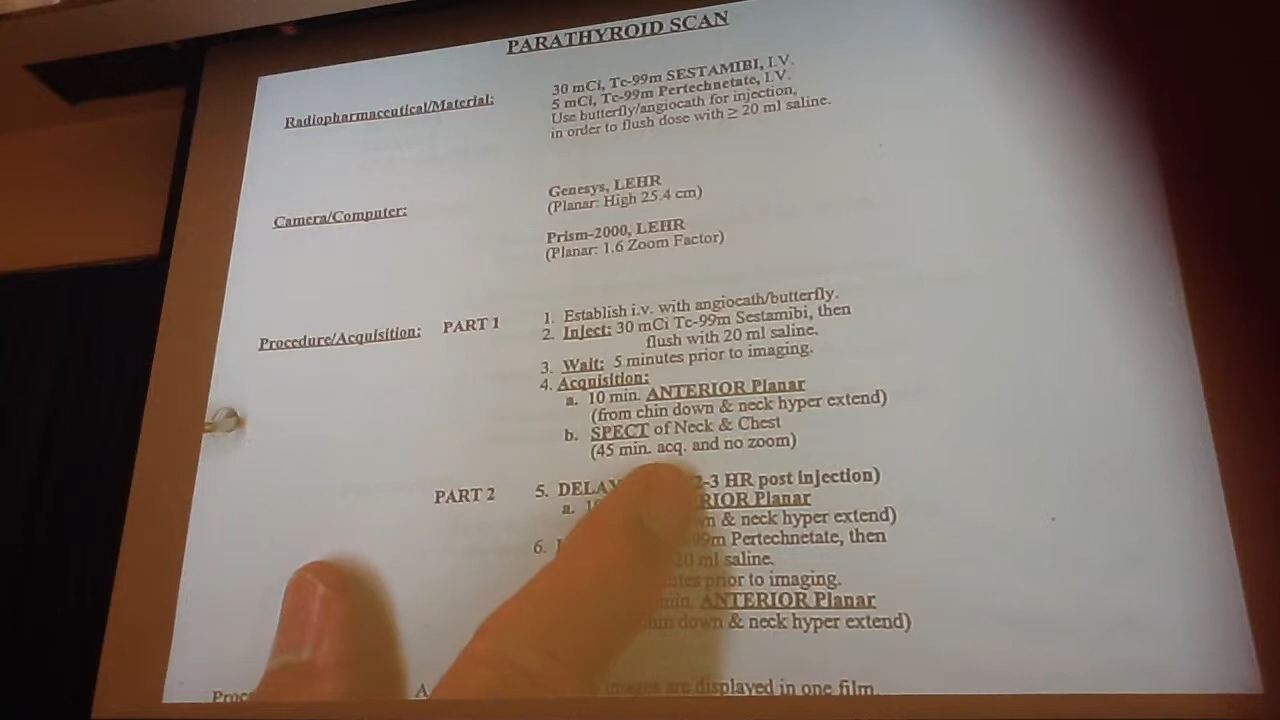 PARATHYROID SCAN
Radiopharmaceutical/Material:
30 mCi, Tc-99m SESTAMIBI, I.V.
5 mCi, Tc-99m Pertechnetate, I.V.
Use butterfly/angiocath for injection,
in order to flush dose with ≥ 20 ml saline.
Camera/Computer:
Genesys, LEHR
(Planar: High 25.4 cm)
Prism-2000, LEHR
(Planar: 1.6 Zoom Factor)
Procedure/Acquisition: PART 1
1. Establish i.v. with angiocath/butterfly.
2. Inject: 30 mCi Tc-99m Sestamibi, then
flush with 20 ml saline.
3. Wait: 5 minutes prior to imaging.
4. Acquisition:
a. 10 min. ANTERIOR Planar
(from chin down & neck hyper extend)
b. SPECT of Neck & Chest
(45 min. acq. and no zoom)
PART 2 5. DELAY 2-3 HR post injection)
a. RIOR Planar
& neck hyper extend)
6. 99m Pertechnetate, then
20 ml saline.
prior to imaging.
min. ANTERIOR Planar
down & neck hyper extend)
Proc A images are displayed in one film.